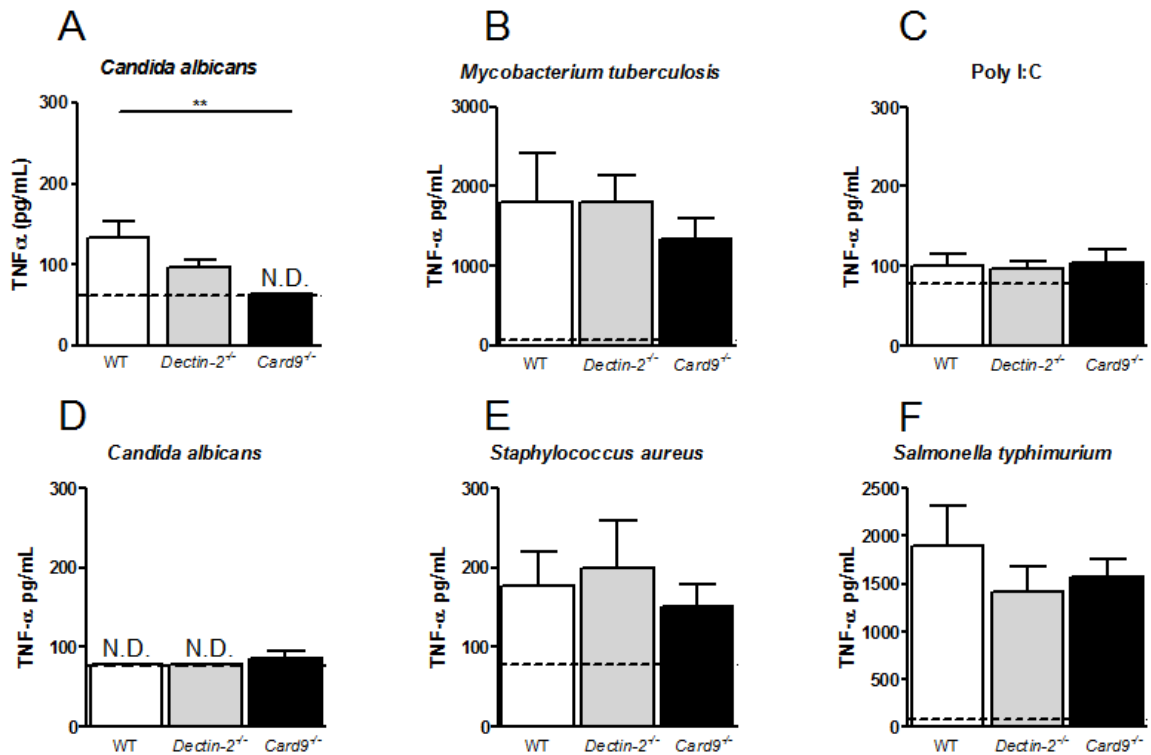 A
Candida albicans
**
300
200
100
0
TNFα (pg/mL)
N.D.
WT Dectin-2-/- Card9-/-
B
Mycobacterium tuberculosis
3000
2000
1000
0
TNF-α pg/mL
WT Dectin-2-/- Card9-/-
C
Poly I:C
300
200
100
0
TNF-α pg/mL
WT Dectin-2-/- Card9-/-
D
Candida albicans
300
200
100
0
TNF-α pg/mL
N.D. N.D.
WT Dectin-2-/- Card9-/-
E
Staphylococcus aureus
300
200
100
0
TNF-α pg/mL
WT Dectin-2-/- Card9-/-
F
Salmonella typhimurium
2500
2000
1500
1000
500
0
TNF-α pg/mL
WT Dectin-2-/- Card9-/-